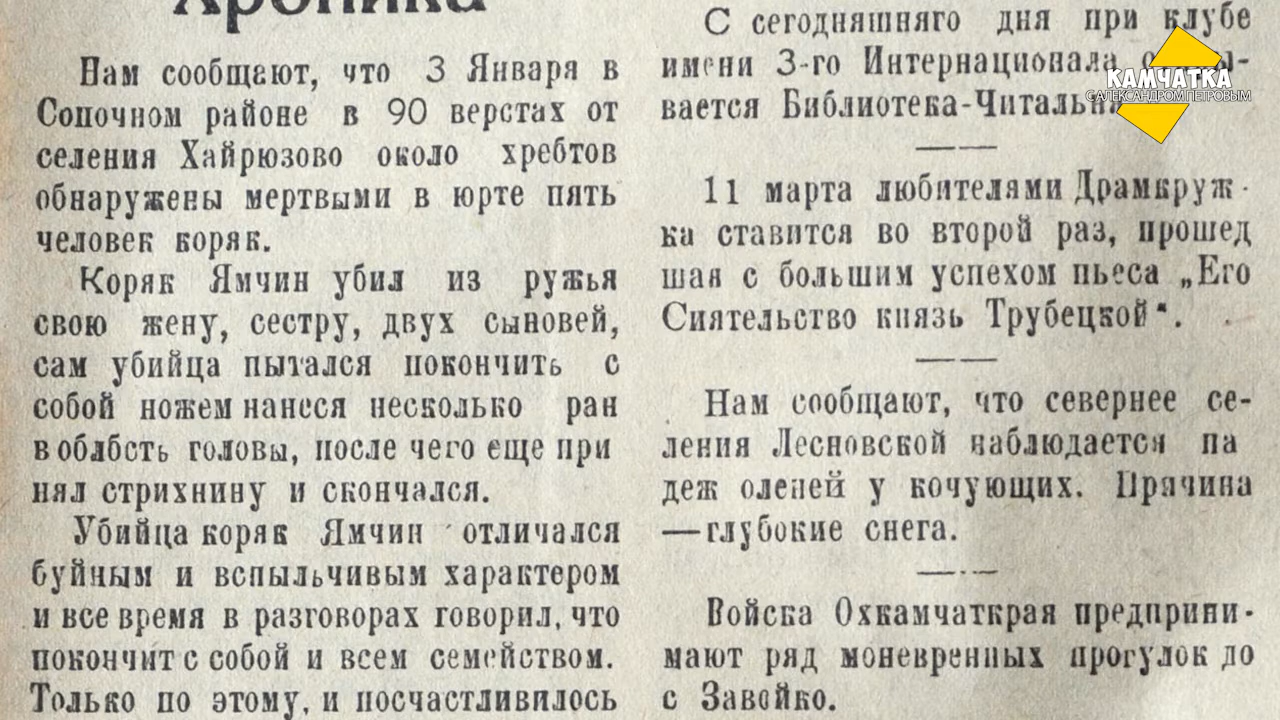 Хроника
Нам сообщают, что 3 Января в
Сопочном районе в 90 верстах от
селения Хайрюзово около хребтов
обнаружены мертвыми в юрте пять
человек коряк.
Коряк Ямчин убил из ружья
свою жену, сестру, двух сыновей,
сам убийца пытался покончить с
собой ножем нанеся несколько ран
в облбсть головы, после чего еще при
нял стрихнину и скончался.
Убийца коряк Ямчин отличался
буйным и вспыльчивым характером
и все время в разговорах говорил, что
покончит с собой и всем семейством.
Только по этому, и посчастливилось
С сегодняшняго дня при клубе
имени 3-го Интернационала
вается Библиотека-Читальня
11 марта любителями Драмкруж-
ка ставится во второй раз, прошед
шая с большим успехом пьеса „Его
Сиятельство князь Трубецкой".
Нам сообщают, что севернее се-
ления Лесновской наблюдается па
деж оленей у кочующих. Причина
—глубокие снега.
Войска Охкамчаткрая предприни-
мают ряд моневренных прогулок до
с Завойко.
КАМЧАТКА
С АЛЕКСАНДРОМ ПЕТРОВЫМ